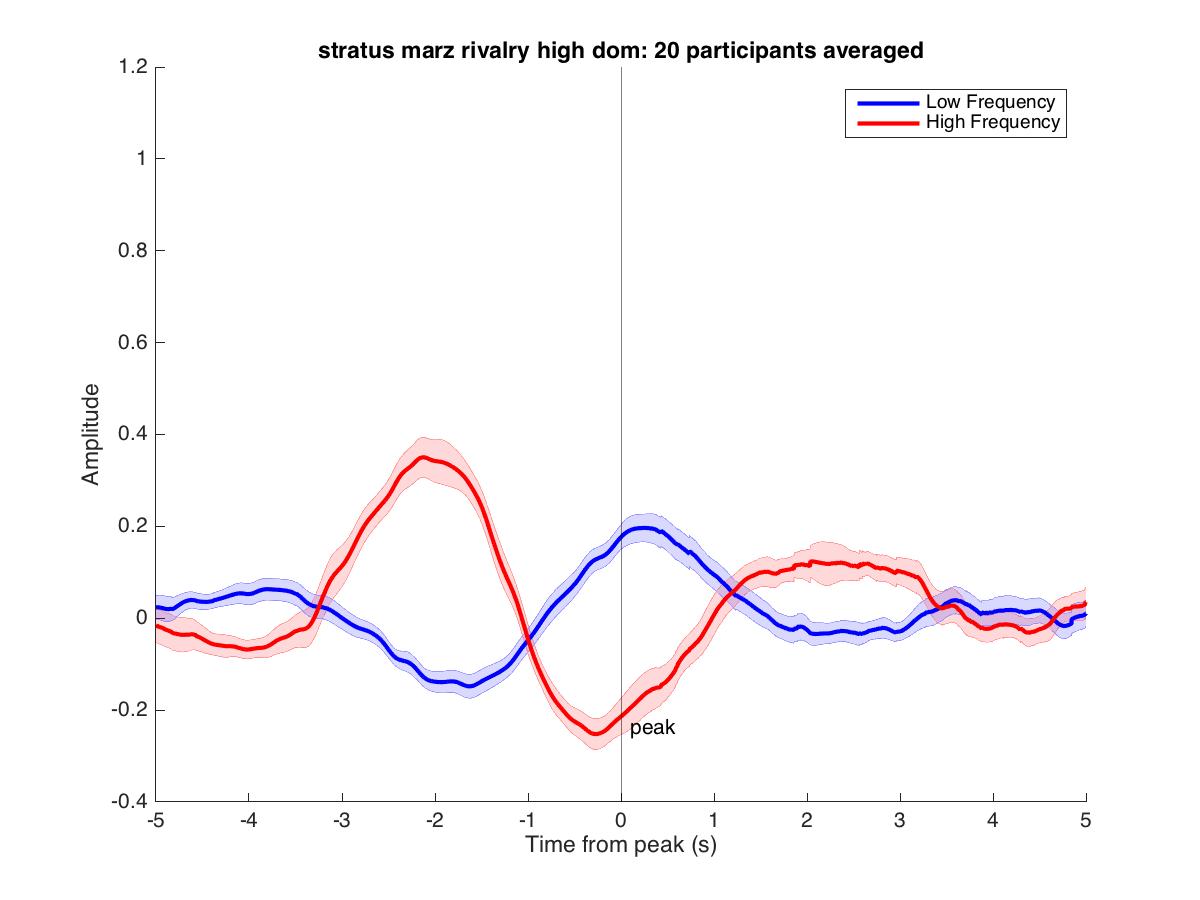 stratus marz rivalry high dom: 20 participants averaged
Low Frequency
High Frequency
1.2
1
0.8
0.6
0.4
0.2
0
-0.2
-0.4
Amplitude
peak
-5 -4 -3 -2 -1 0 1 2 3 4 5
Time from peak (s)